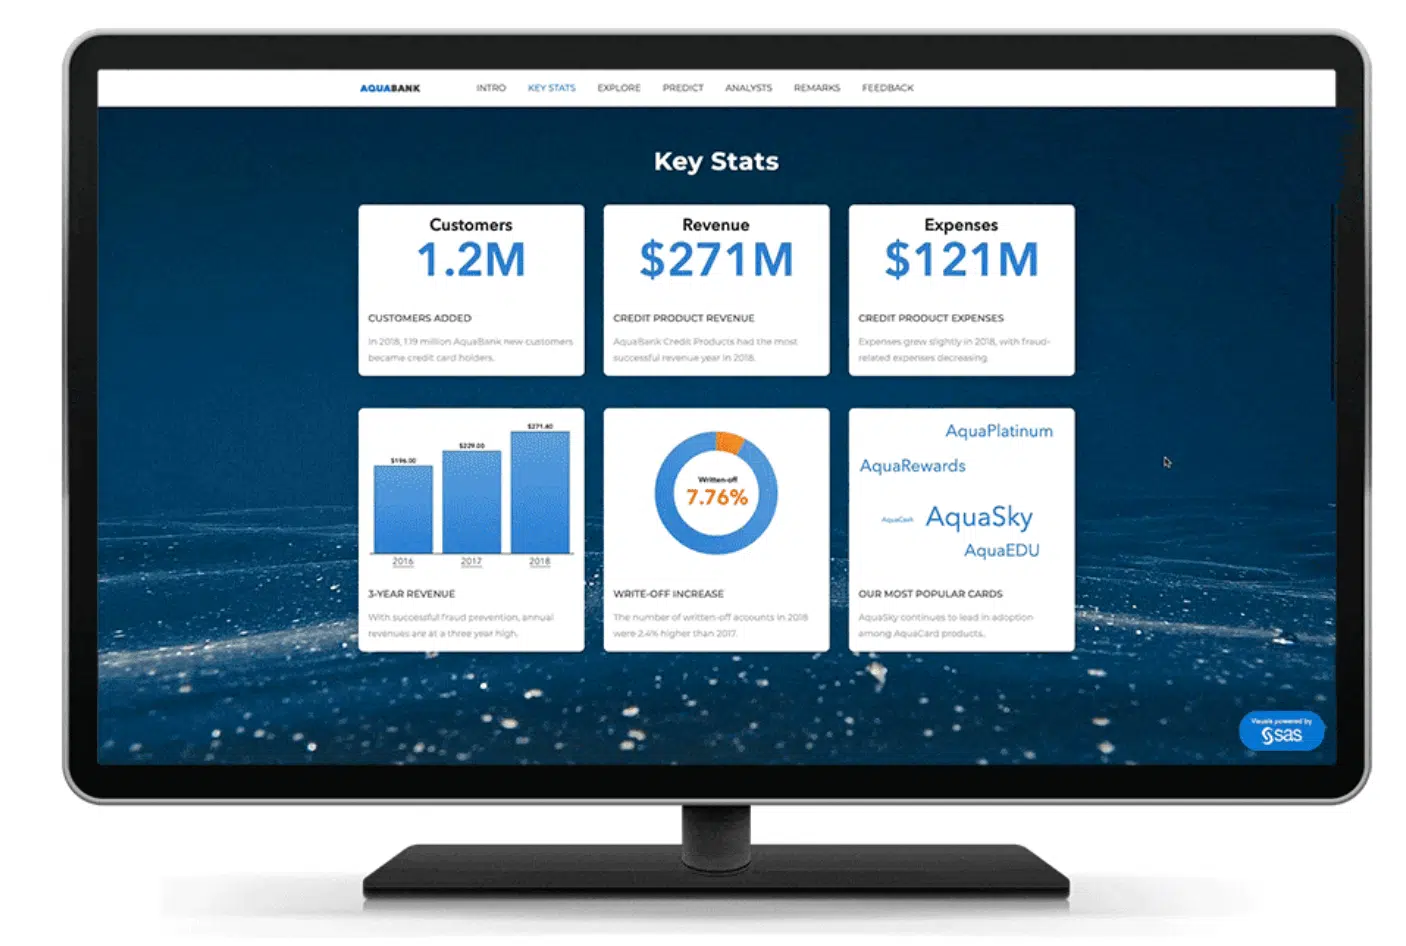 AQUABANK INTRO KEY STATS EXPLORE PREDICT ANALYSTS REMARKS FEEDBACK
Key Stats
Customers
1.2M
CUSTOMERS ADDED
In 2018, 1.19 million AquaBank new customers
became credit card holders.
Revenue
$271M
CREDIT PRODUCT REVENUE
AquaBank Credit Products had the most
successful revenue year in 2018.
Expenses
$121M
CREDIT PRODUCT EXPENSES
Expenses grew slightly in 2018, with fraud-
related expenses decreasing
$196.00
$229.00
$271.40
2016 2017 2018
3-YEAR REVENUE
With successful fraud prevention, annual
revenues are at a three year high.
Written-off
7.76%
WRITE-OFF INCREASE
The number of written-off accounts in 2018
were 2.4% higher than 2017.
AquaPlatinum
AquaRewards
AquaCash AquaSky
AquaEDU
OUR MOST POPULAR CARDS
AquaSky continues to lead in adoption
among AquaCard products.
Visuals powered by
sas